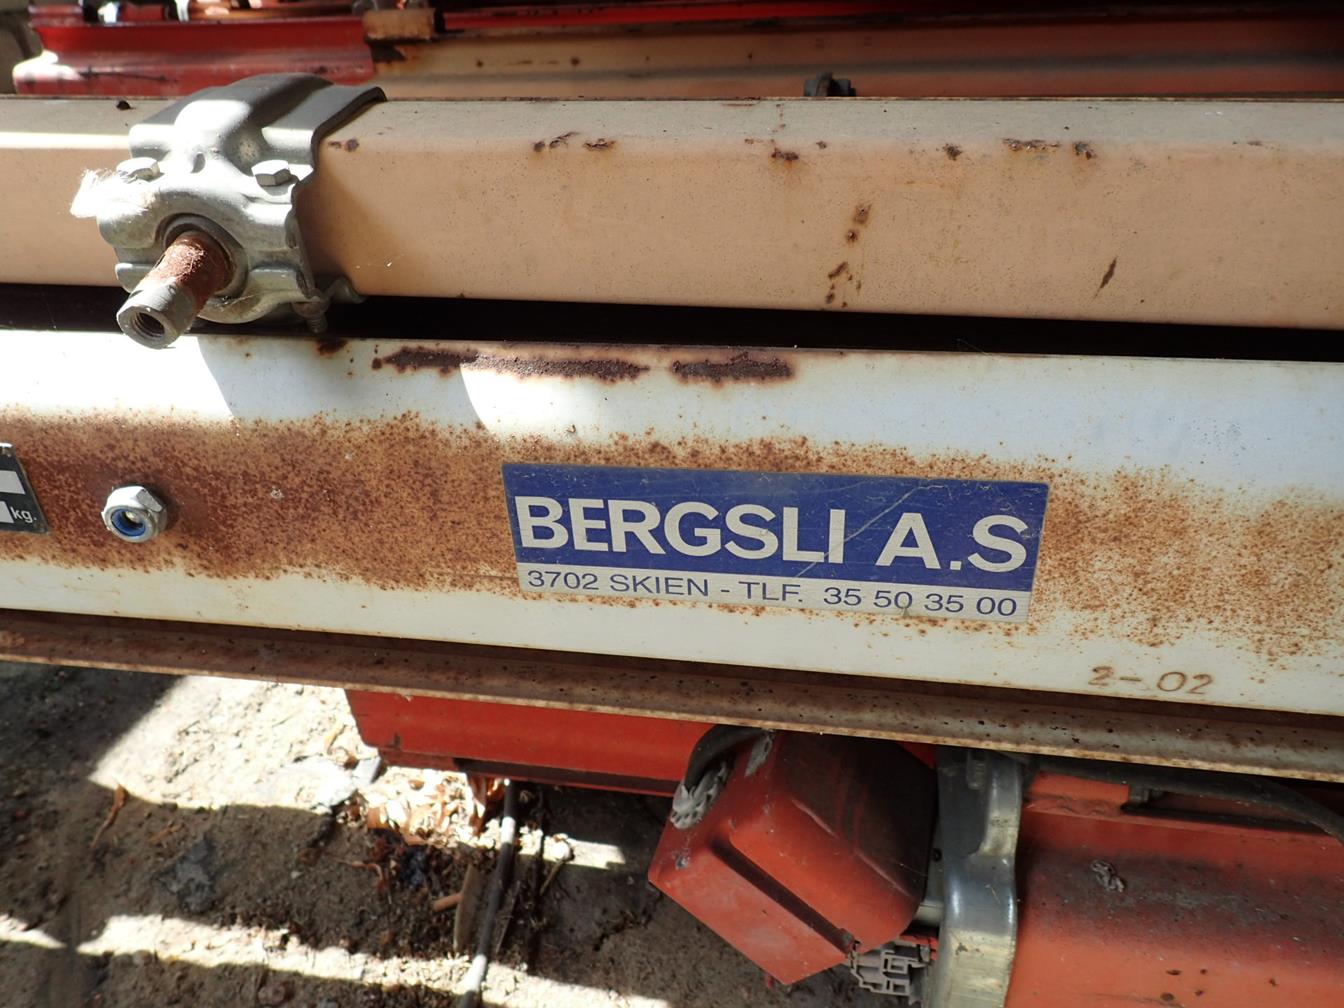 kg.
BERGSLI A.S
3702 SKIEN - TLF. 35 50 35 00
2-.02